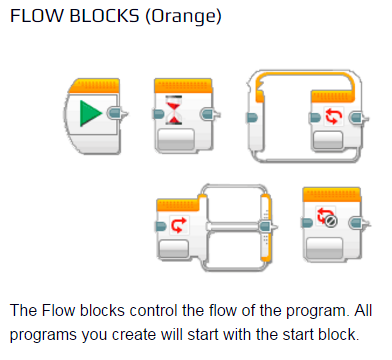 FLOW BLOCKS (Orange)
The Flow blocks control the flow of the program. All
programs you create will start with the start block.